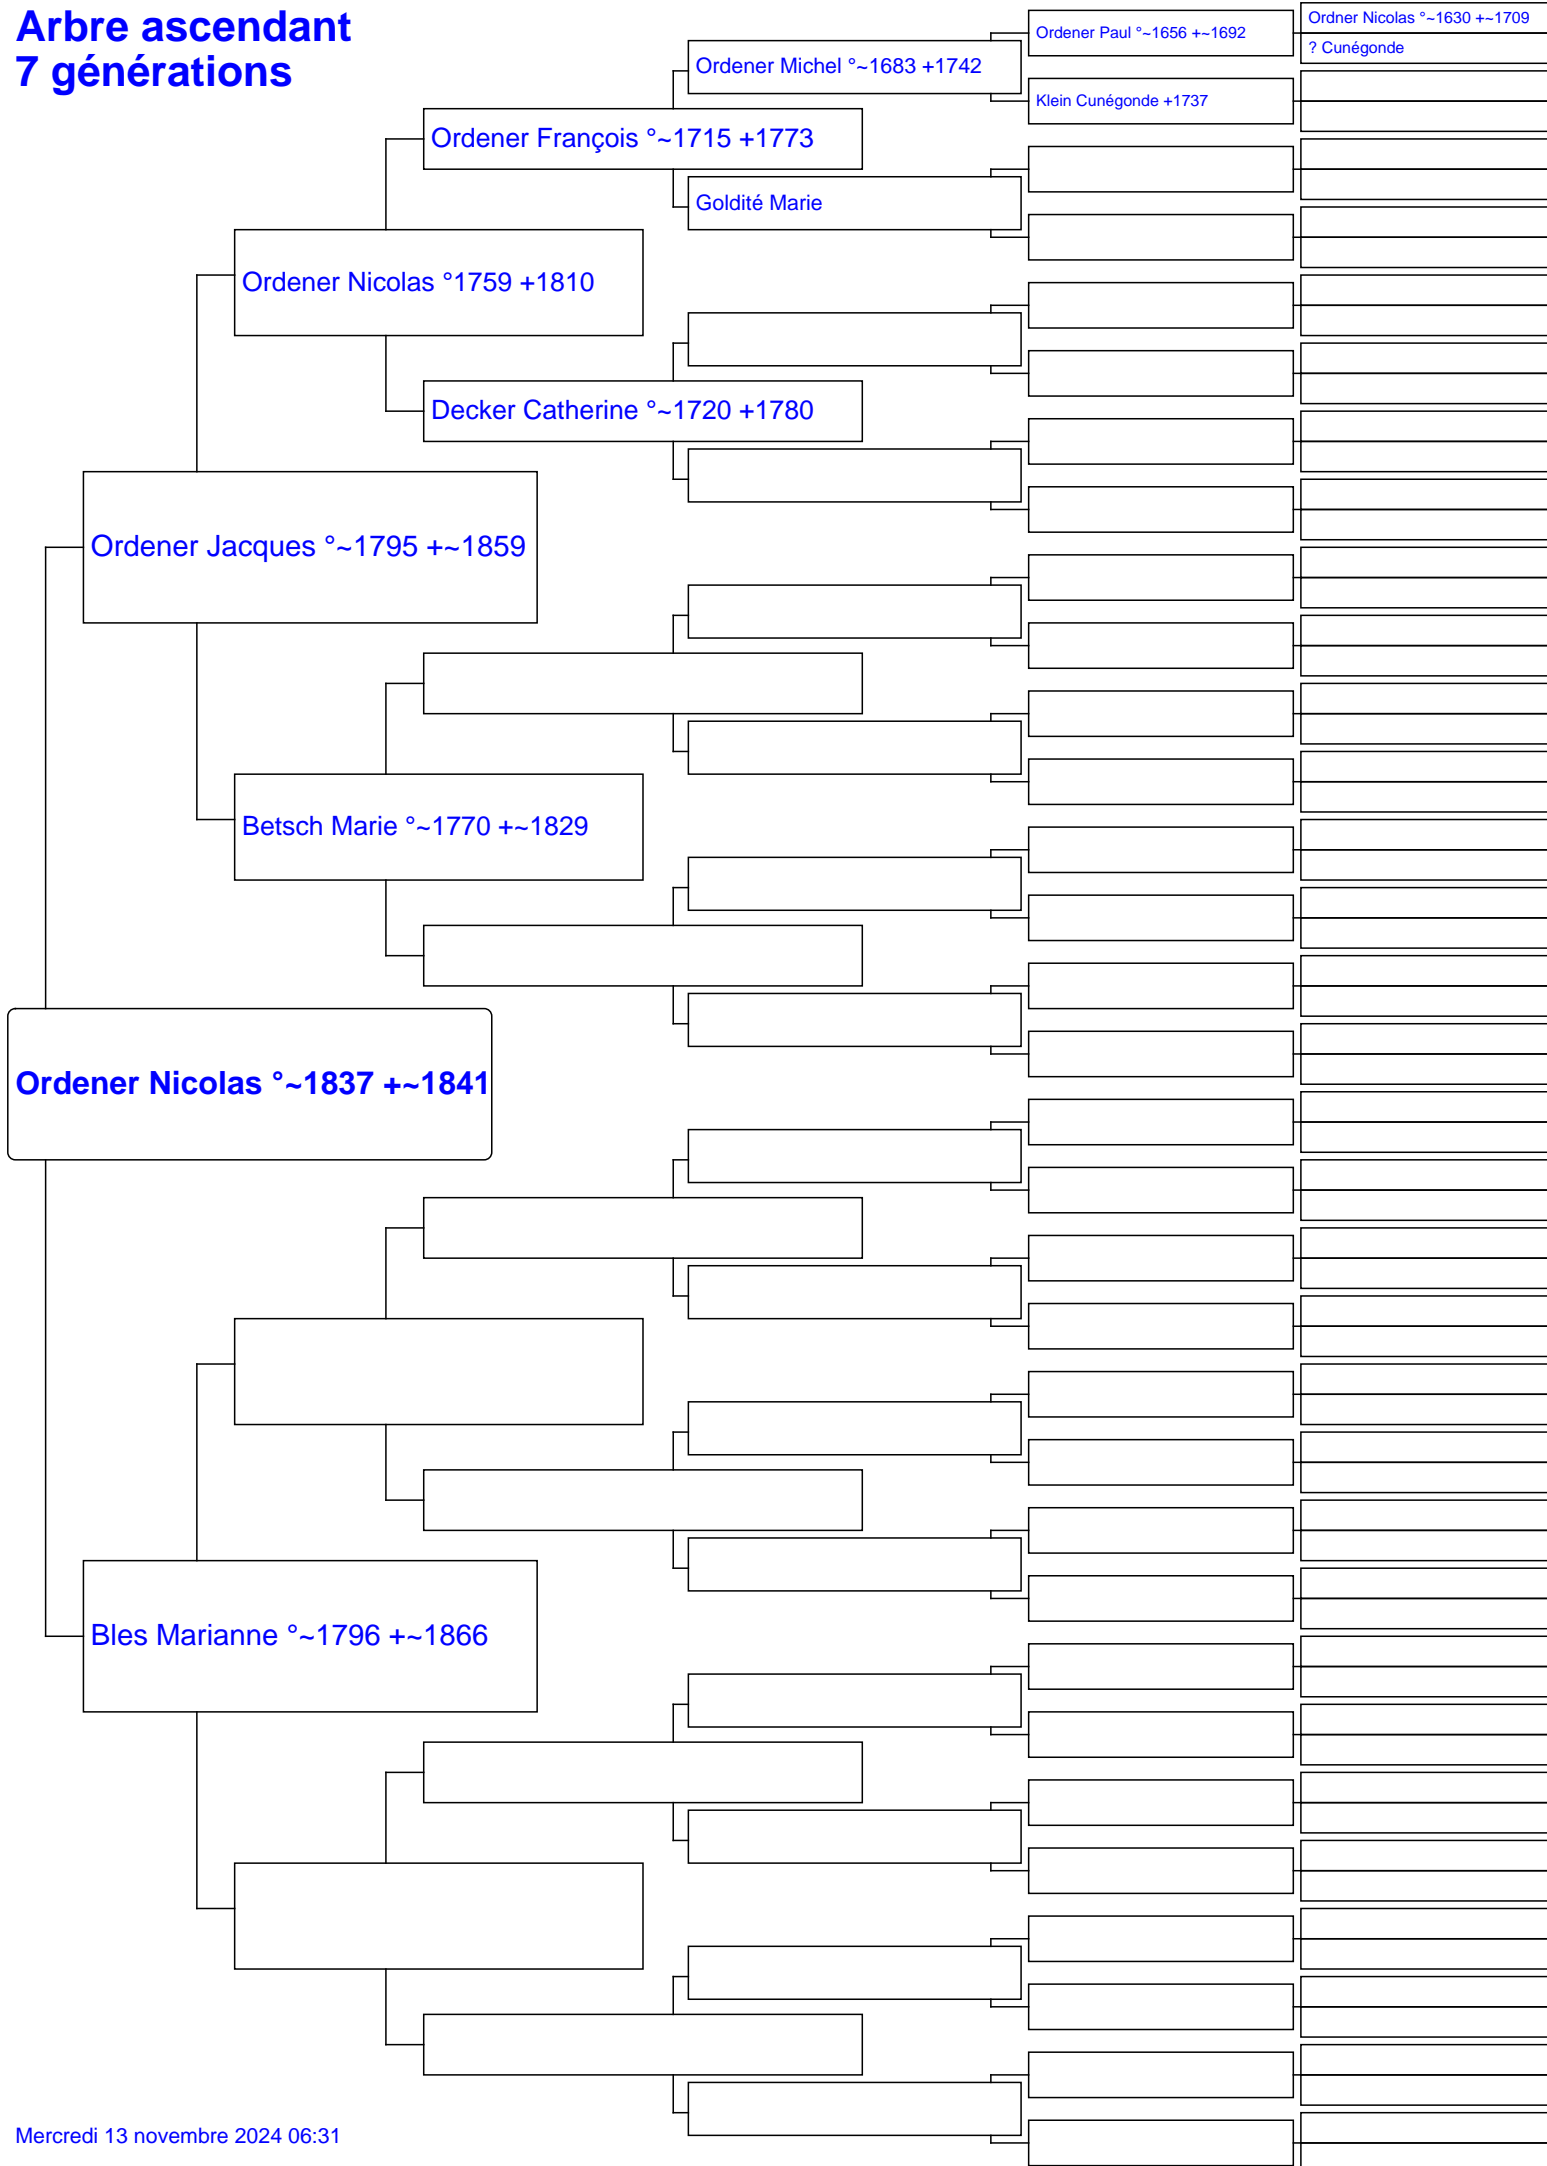 Arbre ascendant
7 générations
Ordner Nicolas °~1630 +~1709
? Cunégonde
Ordener Paul °~1656 +~1692
Ordener Michel °~1683 +1742
Klein Cunégonde +1737
Ordener François °~1715 +1773
Goldité Marie
Ordener Nicolas °1759 +1810
Decker Catherine °~1720 +1780
Ordener Jacques °~1795 +~1859
Betsch Marie °~1770 +~1829
Ordener Nicolas °~1837 +~1841
Bles Marianne °~1796 +~1866
Mercredi 13 novembre 2024 06:31